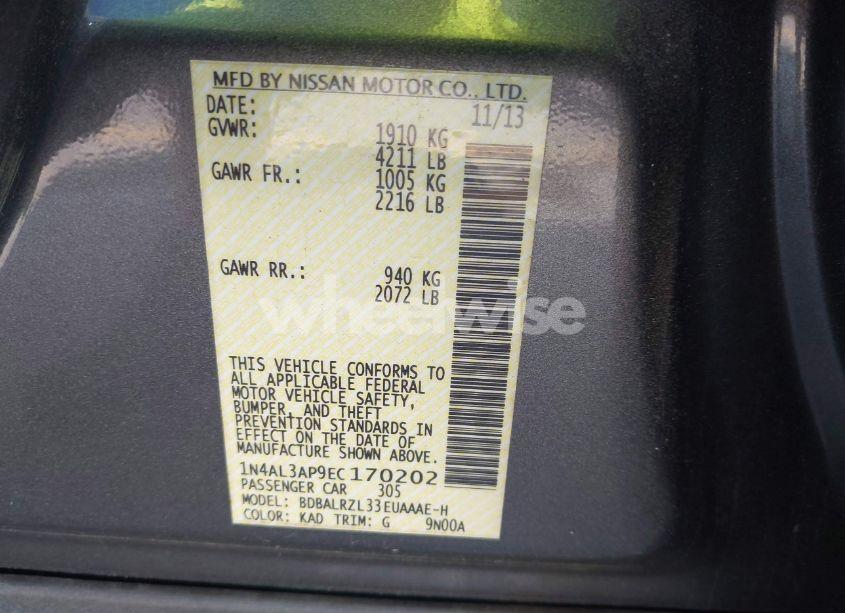 MFD BY NISSAN MOTOR CO., LTD.
DATE: 11/13
GVWR: 1910 KG
4211 LB
GAWR FR.: 1005 KG
2216 LB
GAWR RR.: 940 KG
2072 LB
wheelwise
THIS VEHICLE CONFORMS TO
ALL APPLICABLE FEDERAL
MOTOR VEHICLE SAFETY,
BUMPER, AND THEFT
PREVENTION STANDARDS IN
EFFECT ON THE DATE OF
MANUFACTURE SHOWN ABOVE.
1N4AL3AP9EC170202
PASSENGER CAR 305
MODEL: BDBALRZL33EUAAAE-H
COLOR: KAD TRIM: G 9N00A